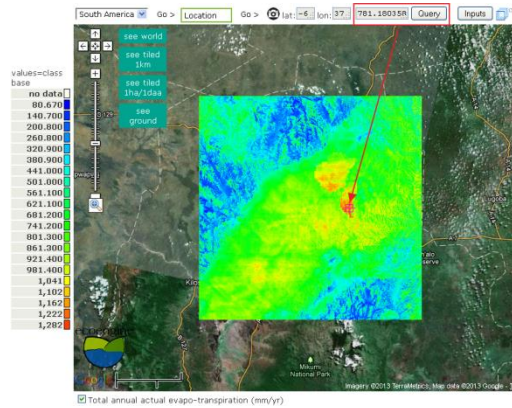 South America Go > Location Go > lat: -6 lon: 37 781.18035R Query Inputs
see world
see tiled
1km
see tiled
1ha/1daa
see
ground
values=class
base
no data
80.670
140.700
200.800
260.800
320.900
380.900
441.000
501.000
561.100
621.100
681.200
741.200
801.300
861.300
921.400
981.400
1,041
1,102
1,162
1,222
1,282
Mikumi
National Park
Imagery ©2013 TerraMetrics, Map data ©2013 Google -
Total annual actual evapo-transpiration (mm/yr)